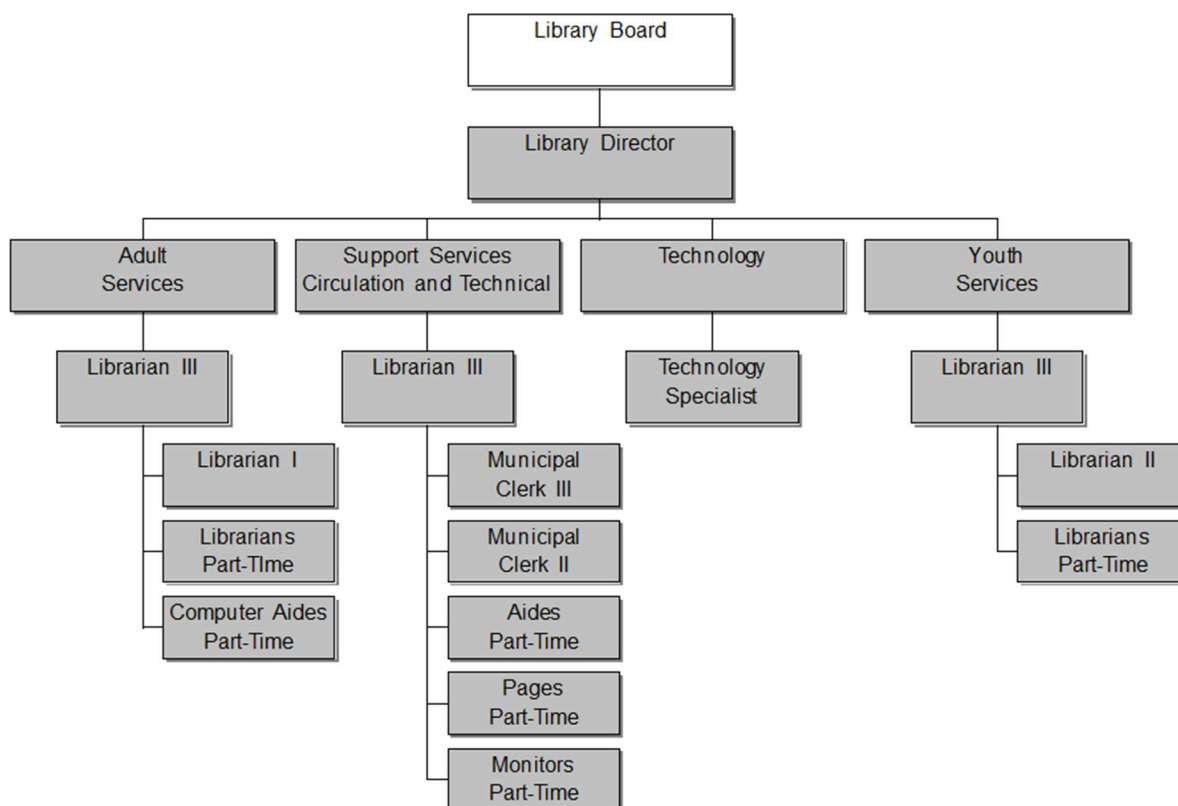 Library Board
Library Director
Adult
Services
Support Services
Circulation and Technical
Technology
Youth
Services
Librarian III
Librarian III
Technology
Specialist
Librarian III
Librarian I
Municipal
Clerk III
Librarian II
Librarians
Part-TIme
Municipal
Clerk II
Librarians
Part-Time
Computer Aides
Part-Time
Aides
Part-Time
Pages
Part-Time
Monitors
Part-Time